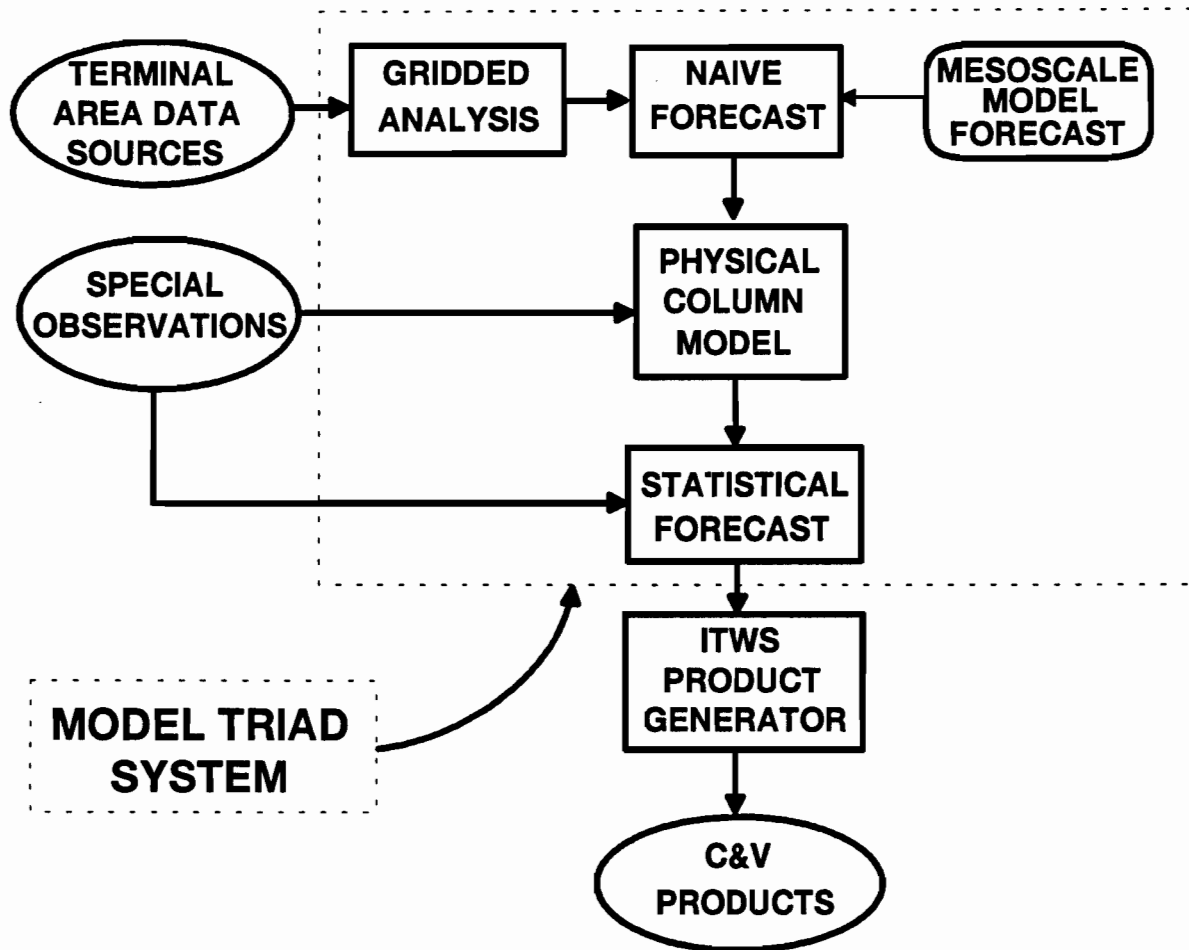 TERMINAL
AREA DATA
SOURCES
GRIDDED
ANALYSIS
NAIVE
FORECAST
MESOSCALE
MODEL
FORECAST
SPECIAL
OBSERVATIONS
PHYSICAL
COLUMN
MODEL
STATISTICAL
FORECAST
MODEL TRIAD
SYSTEM
ITWS
PRODUCT
GENERATOR
C&V
PRODUCTS